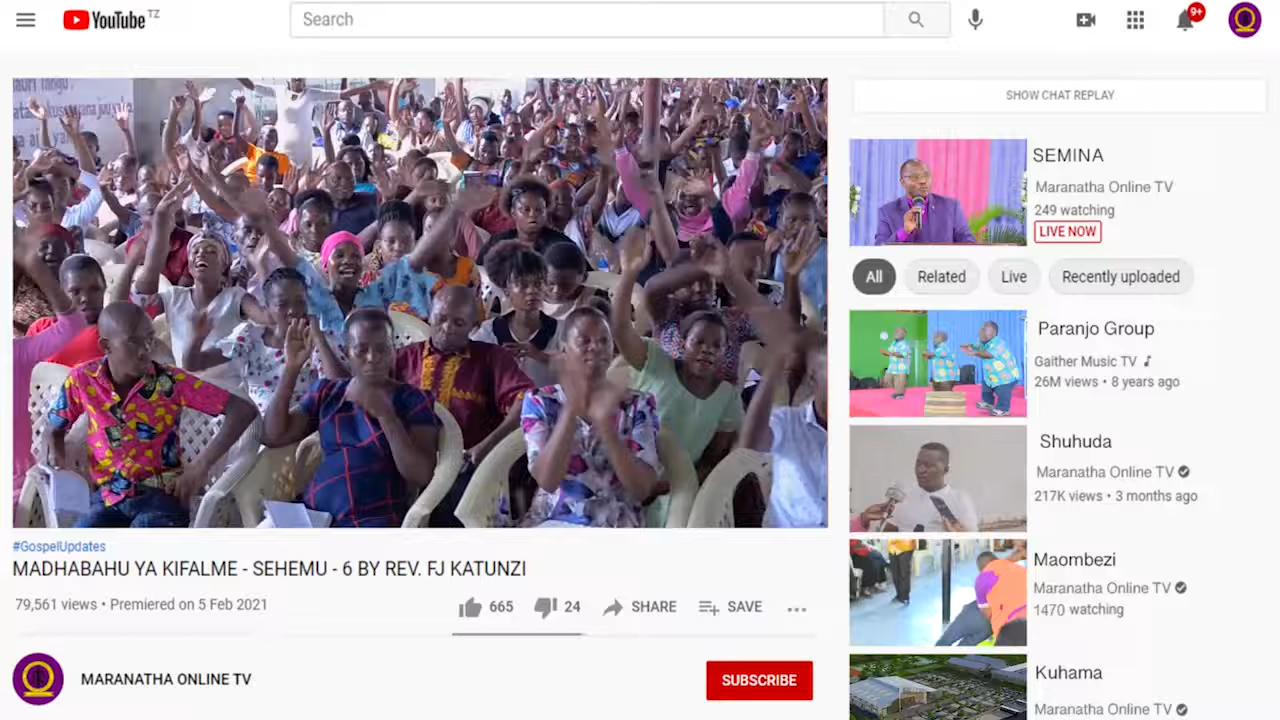 YouTube TZ
Search
9+
SHOW CHAT REPLAY
SEMINA
Maranatha Online TV
249 watching
LIVE NOW
All
Related
Live
Recently uploaded
Paranjo Group
Gaither Music TV
26M views • 8 years ago
Shuhuda
Maranatha Online TV
217K views • 3 months ago
Maombezi
Maranatha Online TV
1470 watching
Kuhama
Maranatha Online TV
#GospelUpdates
MADHABAHU YA KIFALME - SEHEMU - 6 BY REV. FJ KATUNZI
79,561 views • Premiered on 5 Feb 2021
665
24
SHARE
SAVE
MARANATHA ONLINE TV
SUBSCRIBE